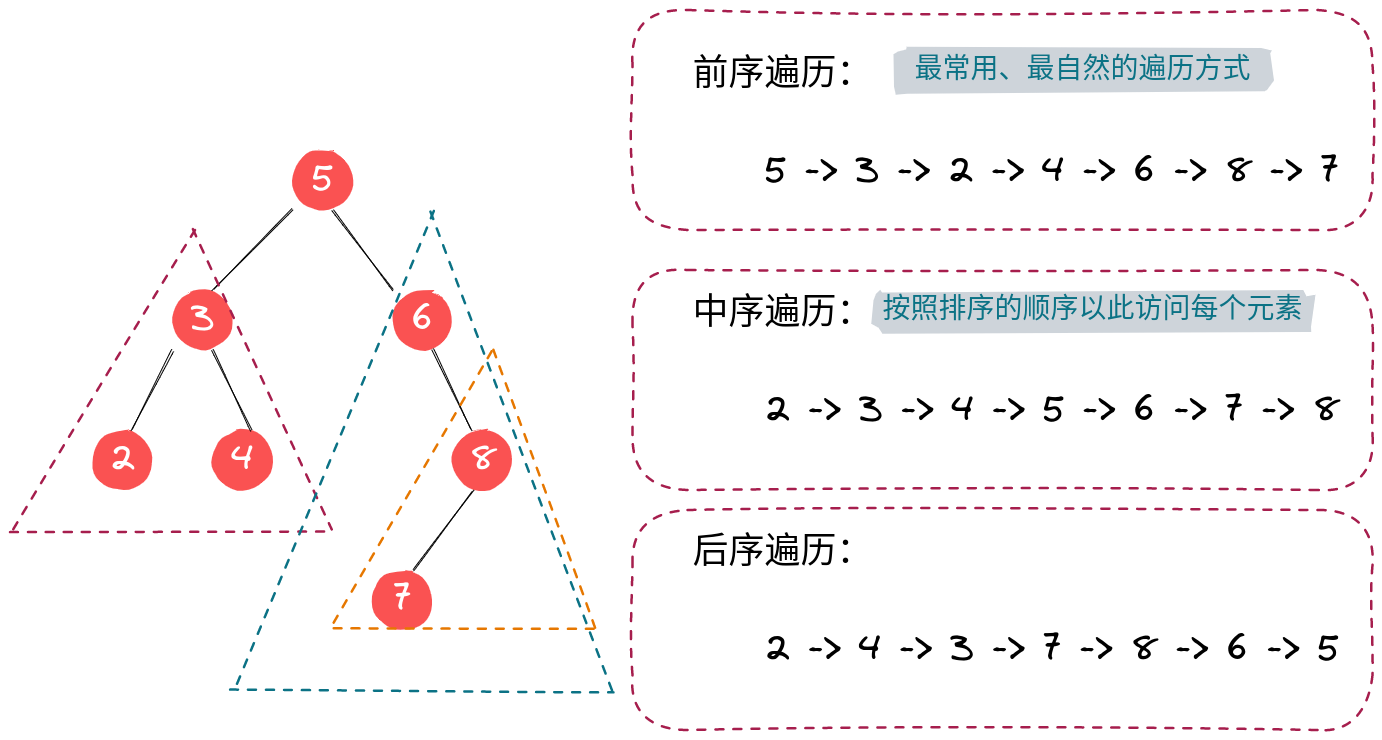 5
3
6
2
4
8
7
前序遍历：
最常用、最自然的遍历方式
5 -> 3 -> 2 -> 4 -> 6 -> 8 -> 7
中序遍历：
按照排序的顺序以此访问每个元素
2 -> 3 -> 4 -> 5 -> 6 -> 7 -> 8
后序遍历：
2 -> 4 -> 3 -> 7 -> 8 -> 6 -> 5